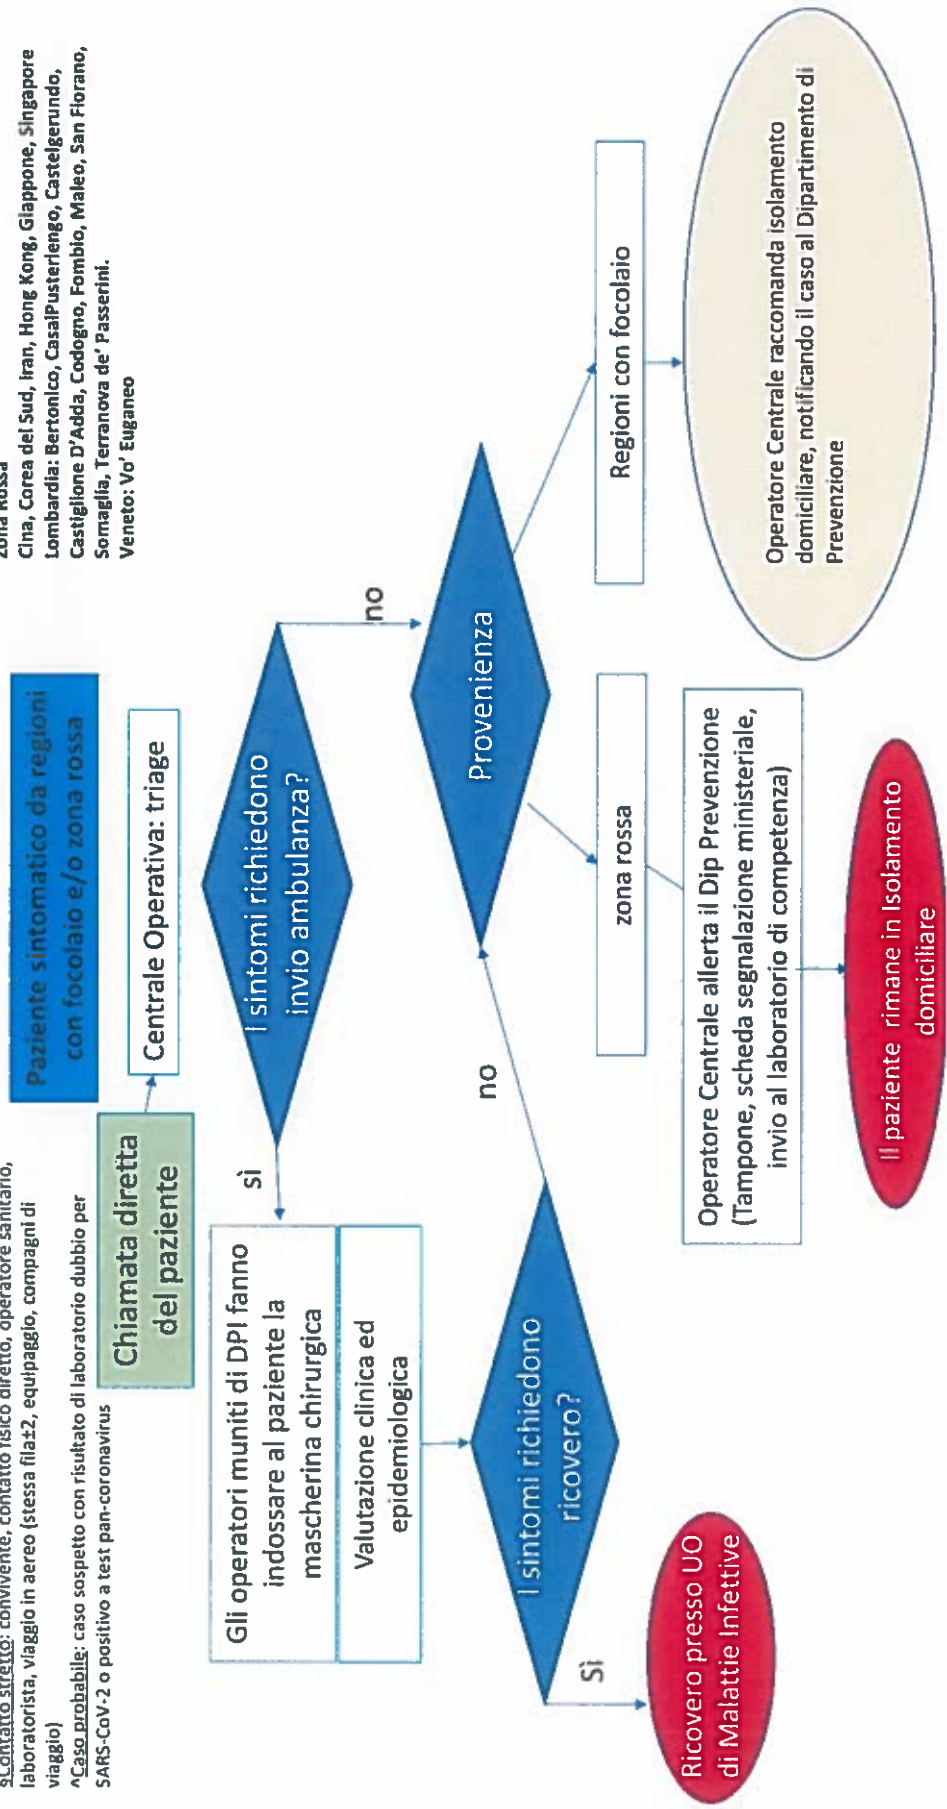 §Contatto stretto: convivente, contatto fisico diretto, operatore sanitario,
laboratorista, viaggio in aereo (stessa fila±2, equipaggio, compagni di
viaggio)
^Caso probabile: caso sospetto con risultato di laboratorio dubbio per
SARS-CoV-2 o positivo a test pan-coronavirus
Paziente sintomatico da regioni
con focolaio e/o zona rossa
Zona Rossa
Cina, Corea del Sud, Iran, Hong Kong, Giappone, Singapore
Lombardia: Bertonico, CasalPusterlengo, Castelgerundo,
Castiglione D'Adda, Codogno, Fombio, Maleo, San Fiorano,
Somaglia, Terranova de' Passerini.
Veneto: Vo' Euganeo
Chiamata diretta
del paziente
Centrale Operativa: triage
I sintomi richiedono
invio ambulanza?
sì
no
Gli operatori muniti di DPI fanno
indossare al paziente la
mascherina chirurgica
Valutazione clinica ed
epidemiologica
I sintomi richiedono
ricovero?
Sì
no
Ricovero presso UO
di Malattie Infettive
Provenienza
zona rossa
Regioni con focolaio
Operatore Centrale allerta il Dip Prevenzione
(Tampone, scheda segnalazione ministeriale,
invio al laboratorio di competenza)
Il paziente rimane in Isolamento
domiciliare
Operatore Centrale raccomanda isolamento
domiciliare, notificando il caso al Dipartimento di
Prevenzione